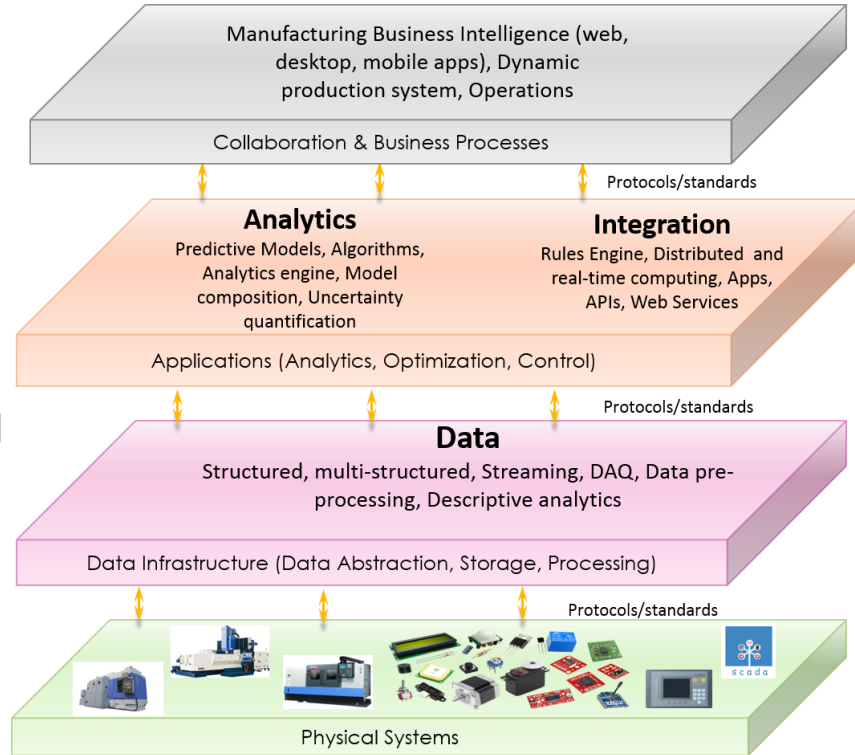 Manufacturing Business Intelligence (web,
desktop, mobile apps), Dynamic
production system, Operations
Collaboration & Business Processes
Protocols/standards
Analytics
Predictive Models, Algorithms,
Analytics engine, Model
composition, Uncertainty
quantification
Integration
Rules Engine, Distributed and
real-time computing, Apps,
APIs, Web Services
Applications (Analytics, Optimization, Control)
Protocols/standards
Data
Structured, multi-structured, Streaming, DAQ, Data pre-
processing, Descriptive analytics
Data Infrastructure (Data Abstraction, Storage, Processing)
Protocols/standards
scada
Physical Systems